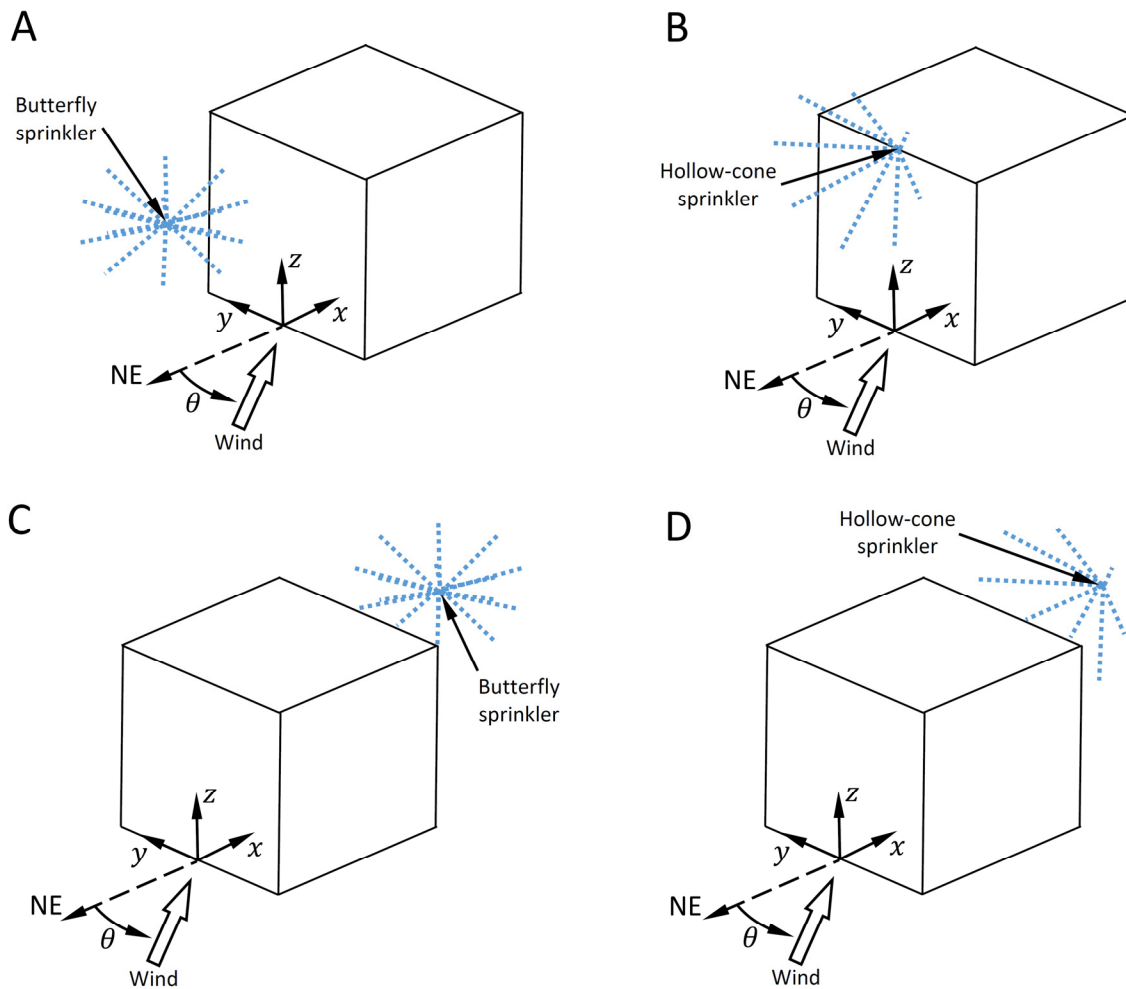 A
Butterfly
sprinkler
z
y
x
NE
θ
Wind
B
Hollow-cone
sprinkler
z
y
x
NE
θ
Wind
C
Butterfly
sprinkler
z
y
x
NE
θ
Wind
D
Hollow-cone
sprinkler
z
y
x
NE
θ
Wind